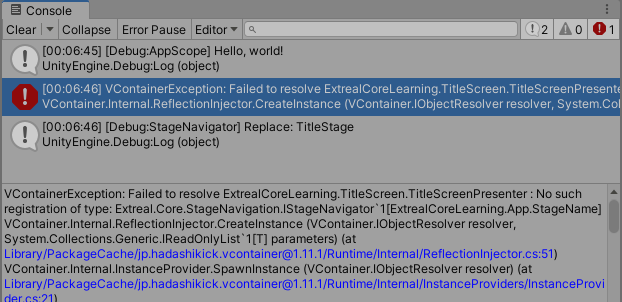 Console
Clear Collapse Error Pause Editor 2 0 1
[00:06:45] [Debug:AppScope] Hello, world!
UnityEngine.Debug:Log (object)
[00:06:46] VContainerException: Failed to resolve ExtrealCoreLearning.TitleScreen.TitleScreenPresente
VContainer.Internal.ReflectionInjector.CreateInstance (VContainer.IObjectResolver resolver, System.Col
[00:06:46] [Debug:StageNavigator] Replace: TitleStage
UnityEngine.Debug:Log (object)
VContainerException: Failed to resolve ExtrealCoreLearning.TitleScreen.TitleScreenPresenter : No such
registration of type: Extreal.Core.StageNavigation.IStageNavigator`1[ExtrealCoreLearning.App.StageName]
VContainer.Internal.ReflectionInjector.CreateInstance (VContainer.IObjectResolver resolver,
System.Collections.Generic.IReadOnlyList`1[T] parameters) (at
Library/PackageCache/jp.hadashikick.vcontainer@1.11.1/Runtime/Internal/ReflectionInjector.cs:51)
VContainer.Internal.InstanceProvider.SpawnInstance (VContainer.IObjectResolver resolver) (at
Library/PackageCache/jp.hadashikick.vcontainer@1.11.1/Runtime/Internal/InstanceProviders/InstanceProvi
der.cs:21)